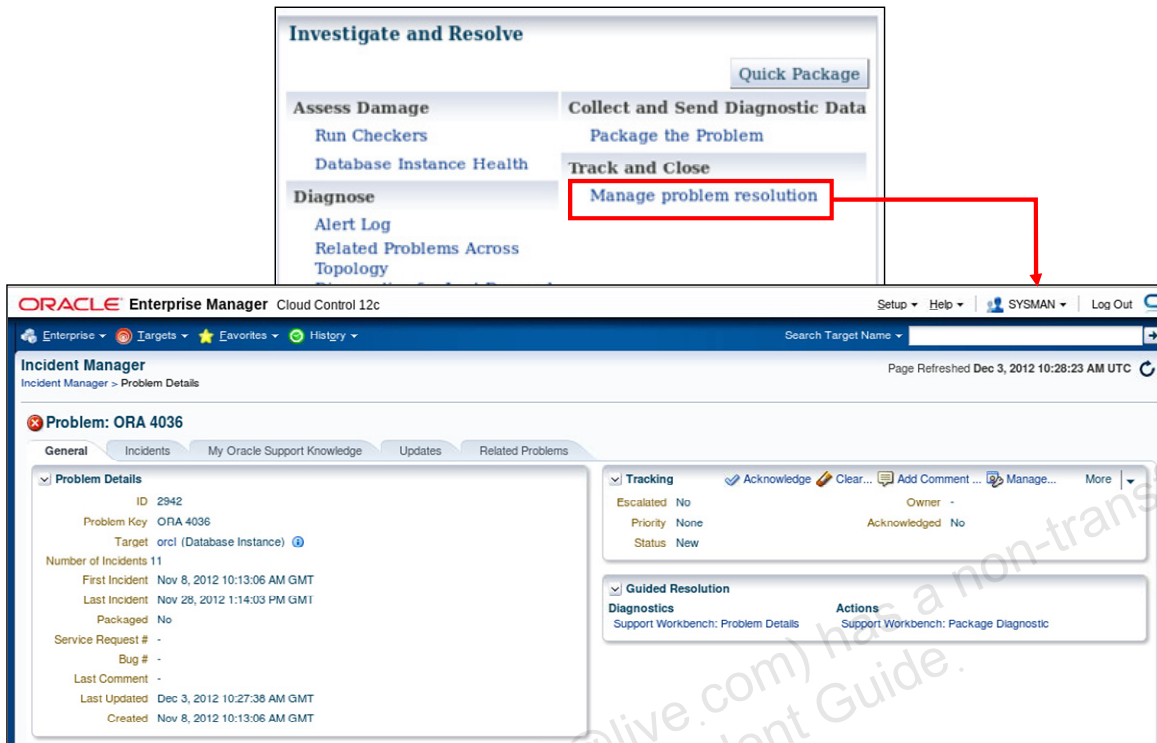 Investigate and Resolve
Quick Package
Assess Damage
Run Checkers
Database Instance Health
Diagnose
Alert Log
Related Problems Across
Topology
Collect and Send Diagnostic Data
Package the Problem
Track and Close
Manage problem resolution
ORACLE Enterprise Manager Cloud Control 12c
Setup Help SYSMAN Log Out
Enterprise Targets Favorites History Search Target Name
Incident Manager
Page Refreshed Dec 3, 2012 10:28:23 AM UTC
Incident Manager > Problem Details
Problem: ORA 4036
General Incidents My Oracle Support Knowledge Updates Related Problems
Problem Details
ID 2942
Problem Key ORA 4036
Target orcl (Database Instance)
Number of Incidents 11
First Incident Nov 8, 2012 10:13:06 AM GMT
Last Incident Nov 28, 2012 1:14:03 PM GMT
Packaged No
Service Request # -
Bug # -
Last Comment -
Last Updated Dec 3, 2012 10:27:38 AM GMT
Created Nov 8, 2012 10:13:06 AM GMT
Tracking Acknowledge Clear... Add Comment ... Manage... More
Escalated No Owner -
Priority None Acknowledged No
Status New
Guided Resolution
Diagnostics Actions
Support Workbench: Problem Details Support Workbench: Package Diagnostic
live.com) has a non-trans
Guide.